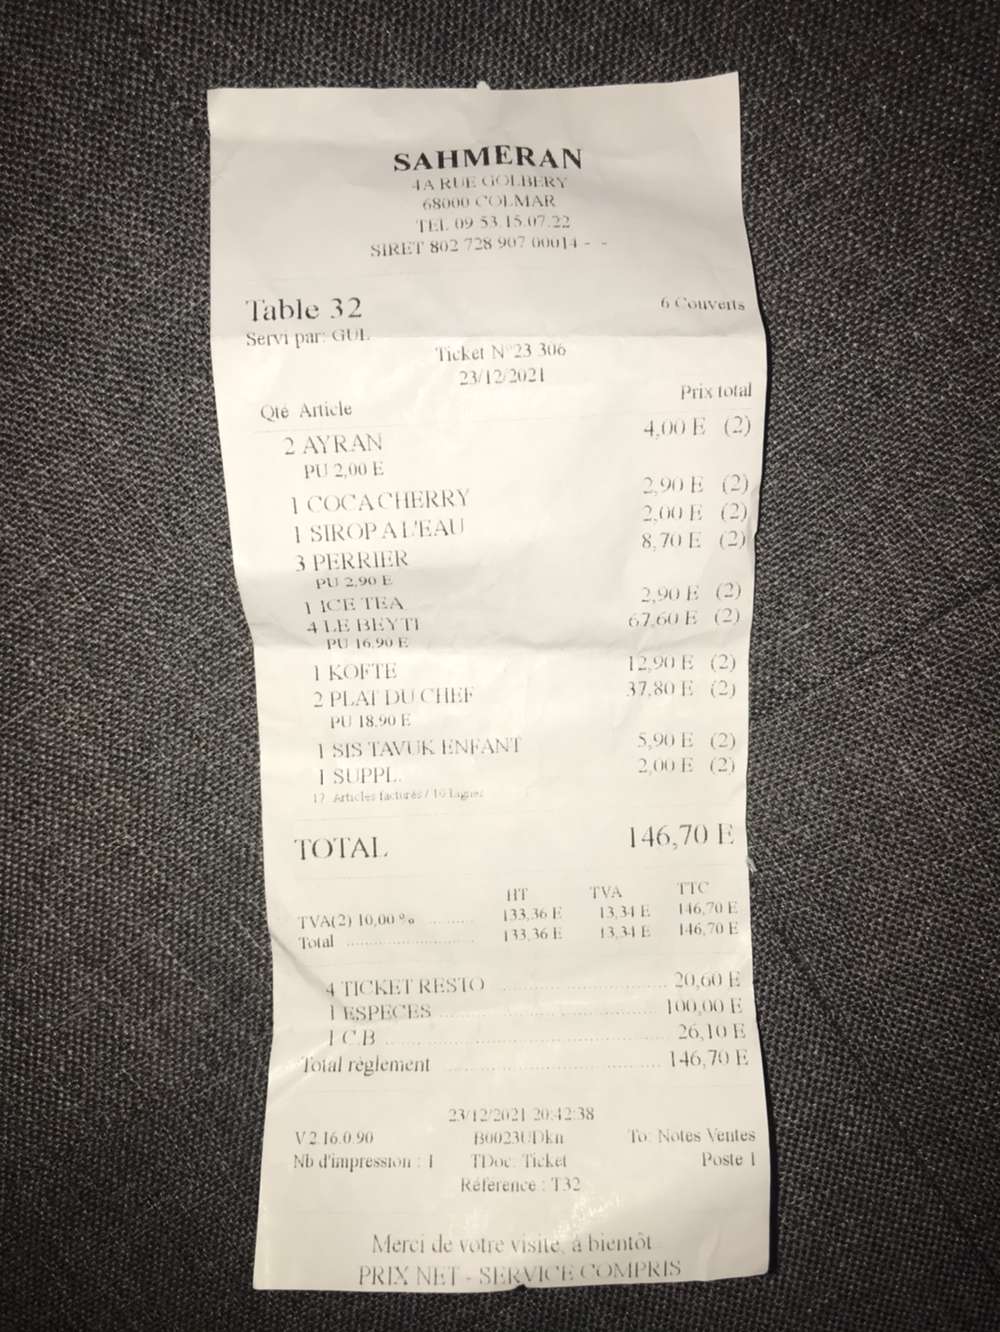 SAHMERAN
4A RUE GOLBERY
68000 COLMAR
TEL 09.53.15.07.22
SIRET 802 728 907 00014 - -
Table 32 6 Couverts
Servi par: GUL
Ticket N°23 306
23/12/2021
Prix total
Qté Article
2 AYRAN 4,00 E (2)
PU 2,00 E
1 COCA CHERRY 2,90 E (2)
1 SIROP A L'EAU 2,00 E (2)
3 PERRIER 8,70 E (2)
PU 2,90 E
1 ICE TEA 2,90 E (2)
4 LE BEYTI 67,60 E (2)
PU 16,90 E
1 KOFTE 12,90 E (2)
2 PLAT DU CHEF 37,80 E (2)
PU 18,90 E
1 SIS TAVUK ENFANT 5,90 E (2)
1 SUPPL. 2,00 E (2)
17 Articles facturés / 10 Lignes
TOTAL 146,70 E
HT TVA TTC
TVA(2) 10,00 % .......... 133,36 E 13,34 E 146,70 E
Total .......................... 133,36 E 13,34 E 146,70 E
4 TICKET RESTO .................................. 20,60 E
1 ESPECES .............................................. 100,00 E
1 C.B .......................................................... 26,10 E
Total règlement ............................................ 146,70 E
23/12/2021 20:42:38
V 2.16.0.90 B0023UDkn To: Notes Ventes
Nb d'impression : 1 TDoc: Ticket Poste 1
Réference : T32
Merci de votre visite, à bientôt
PRIX NET - SERVICE COMPRIS